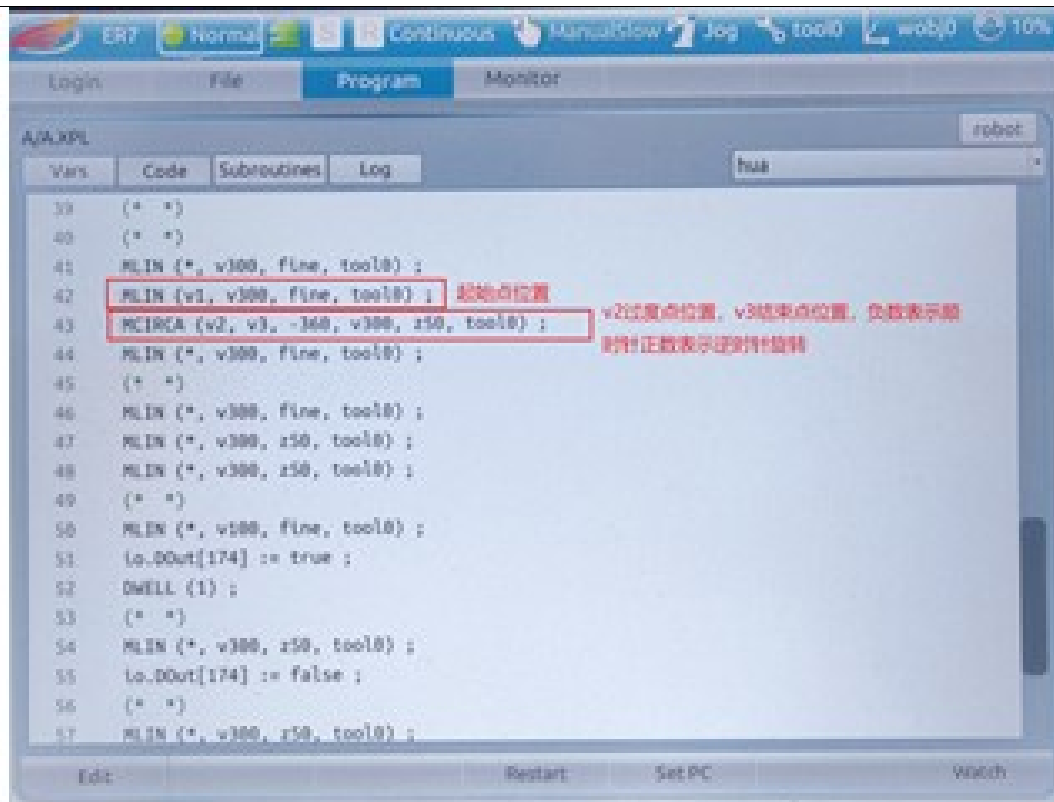 ER7 Normal S R Continuous ManualSlow Jog tool0 wobj0 10%
Login File Program Monitor
A/A.XPL robot
Vars Code Subroutines Log hua
39 (* *)
40 (* *)
41 MLIN (*, v300, fine, tool0) ;
42 MLIN (v1, v300, fine, tool0) ; 起始点位置
43 MCIRCA (v2, v3, -360, v300, z50, tool0) ; v2过度点位置，v3结束点位置，负数表示顺
时针正数表示逆时针旋转
44 MLIN (*, v300, fine, tool0) ;
45 (* *)
46 MLIN (*, v300, fine, tool0) ;
47 MLIN (*, v300, z50, tool0) ;
48 MLIN (*, v300, z50, tool0) ;
49 (* *)
50 MLIN (*, v100, fine, tool0) ;
51 io.DOut[174] := true ;
52 DWELL (1) ;
53 (* *)
54 MLIN (*, v300, z50, tool0) ;
55 io.DOut[174] := false ;
56 (* *)
57 MLIN (*, v300, z50, tool0) ;
Edit Restart Set PC Watch